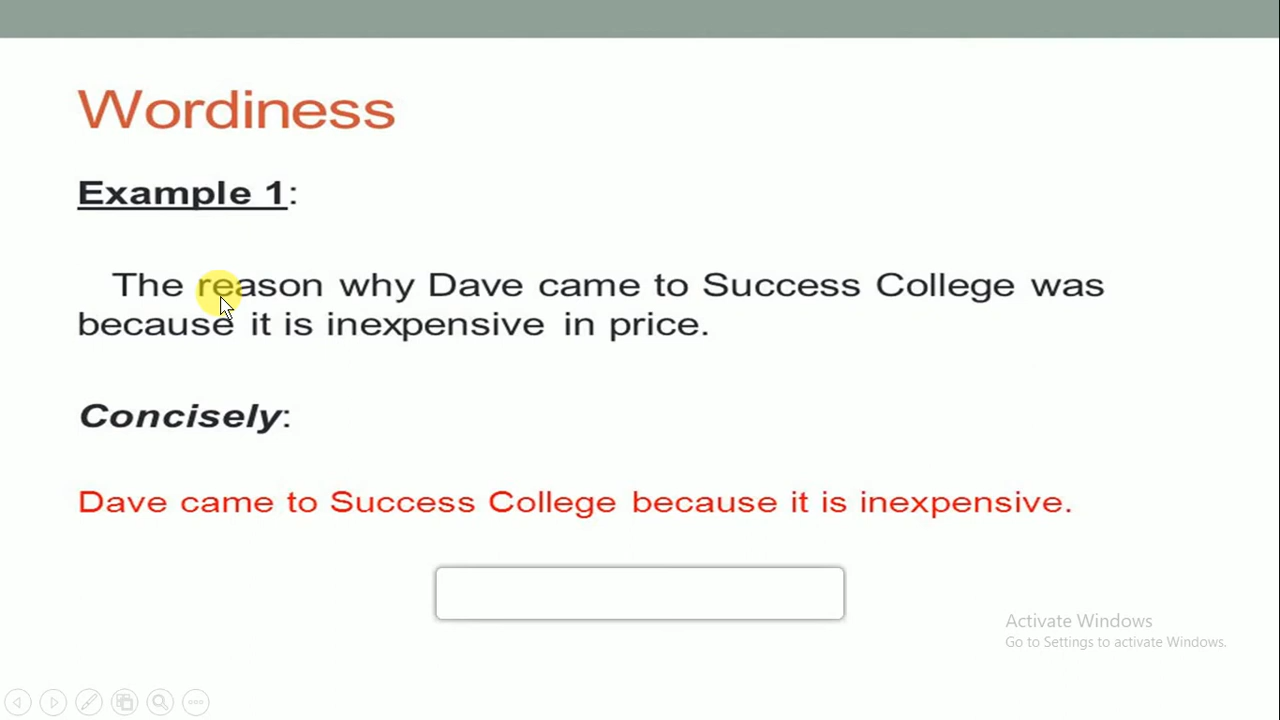 Wordiness
Example 1:
The reason why Dave came to Success College was
because it is inexpensive in price.
Concisely:
Dave came to Success College because it is inexpensive.
Activate Windows
Go to Settings to activate Windows.